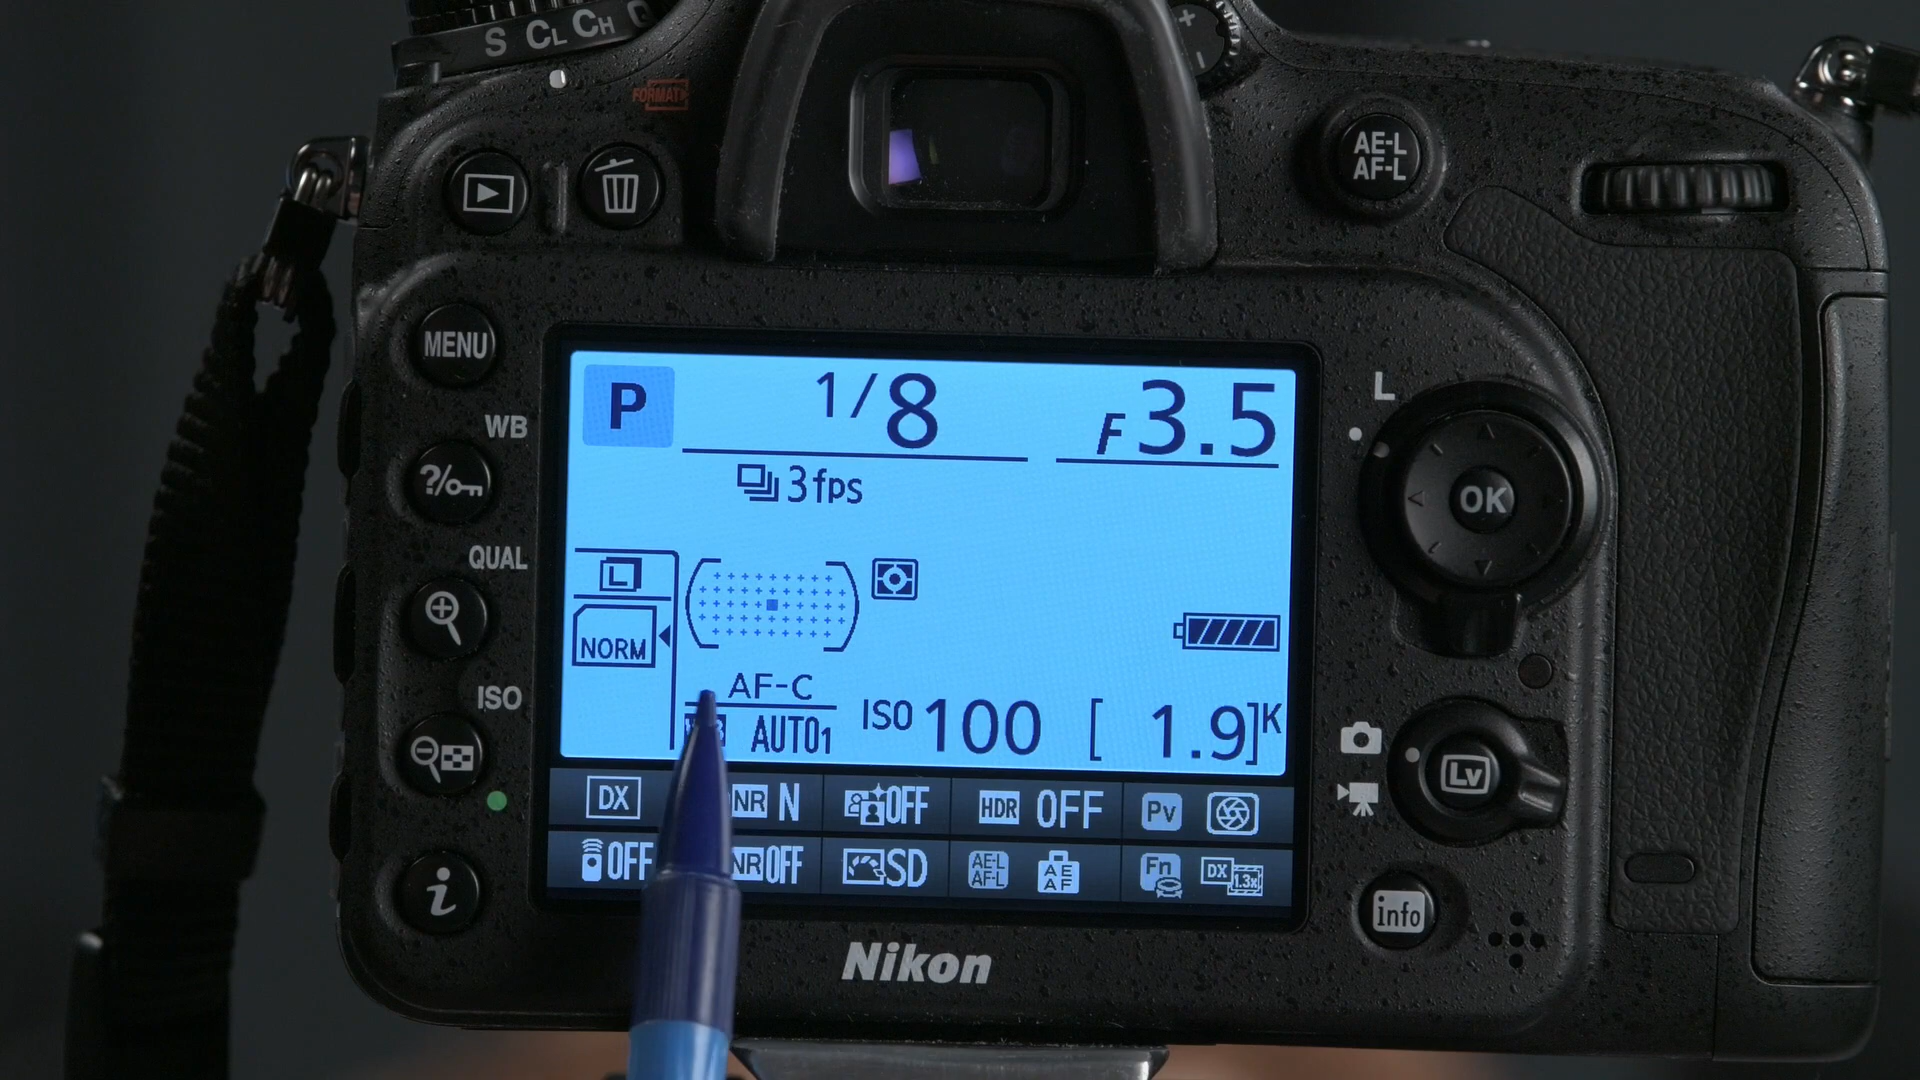 S CL CH Q
FORMAT
AE-L
AF-L
MENU
WB
?
QUAL
ISO
i
P 1/8 F3.5
3fps
L
NORM
AF-C
AUTO1 ISO 100 [ 1.9]K
DX NR N OFF HDR OFF Pv
OFF NR OFF SD AE-L AF-L AE AF Fn DX 1.3x
L
OK
Lv
info
Nikon